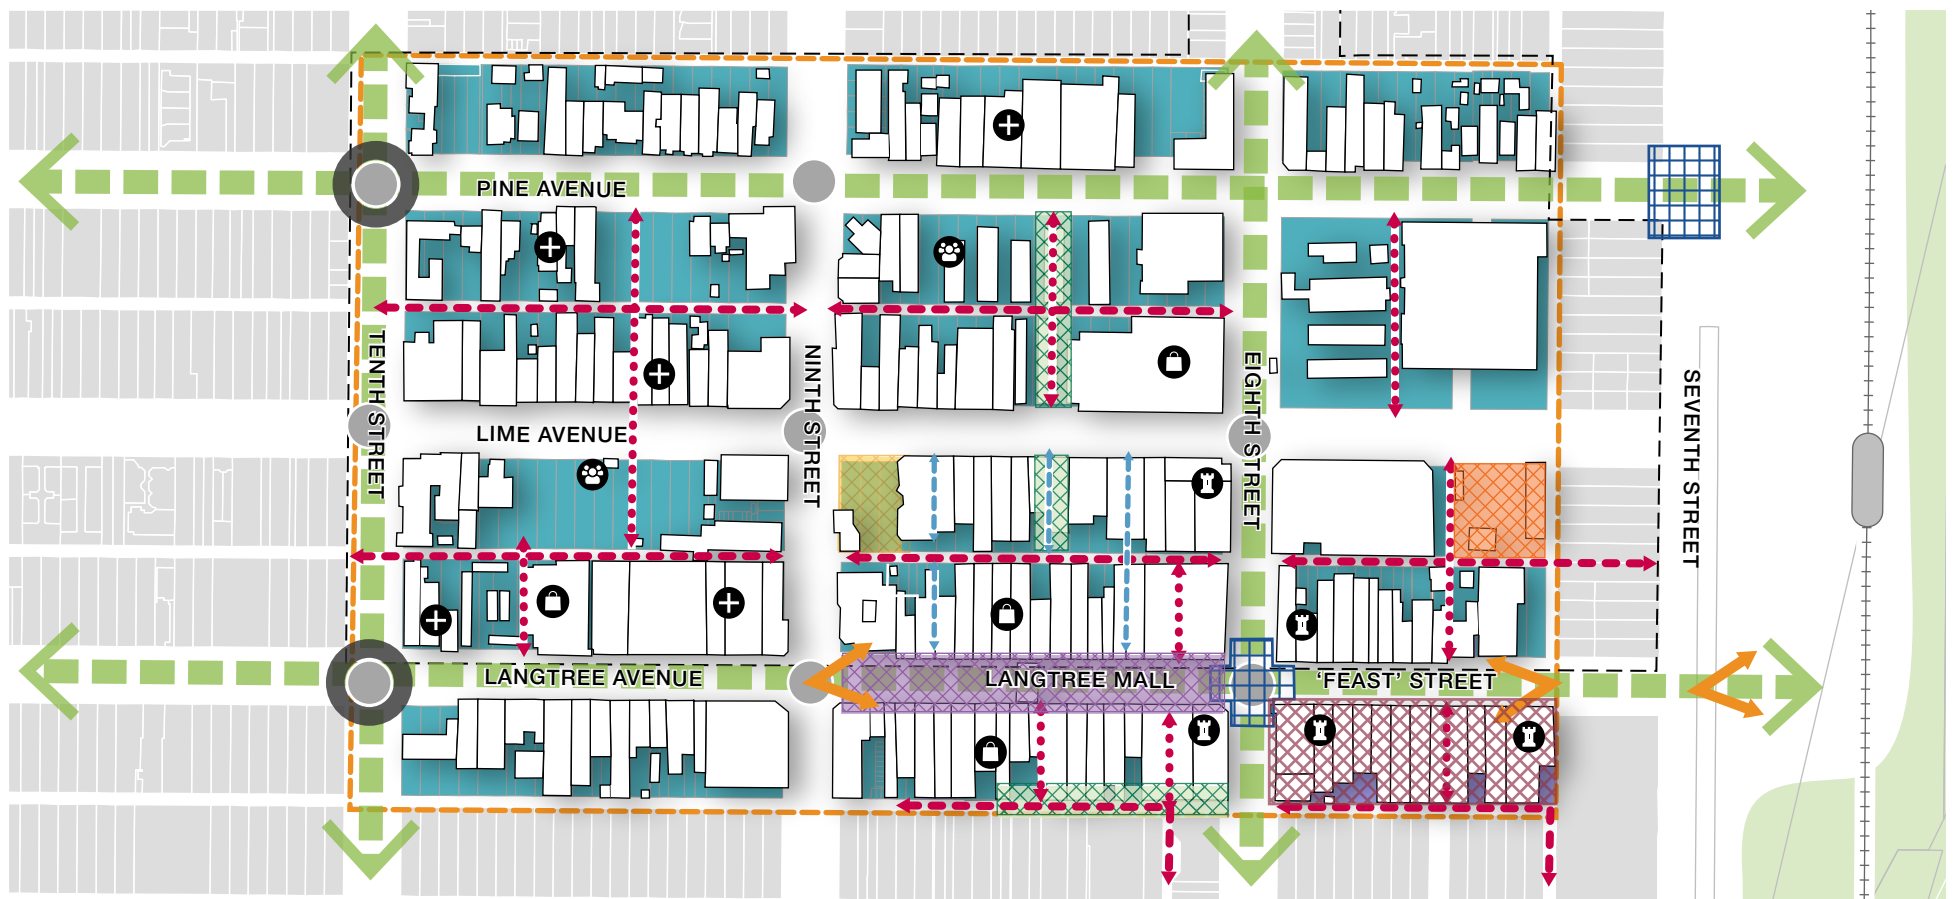 PINE AVENUE
TENTH STREET
NINTH STREET
EIGHTH STREET
SEVENTH STREET
LIME AVENUE
LANGTREE AVENUE
LANGTREE MALL
‘FEAST’ STREET